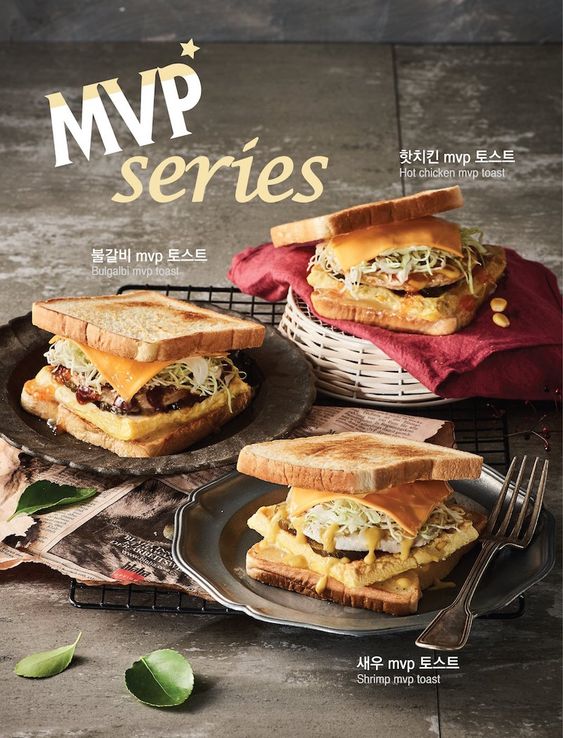 MVP
series
핫치킨 mvp 토스트
Hot chicken mvp toast
불갈비 mvp 토스트
Bulgalbi mvp toast
새우 mvp 토스트
Shrimp mvp toast